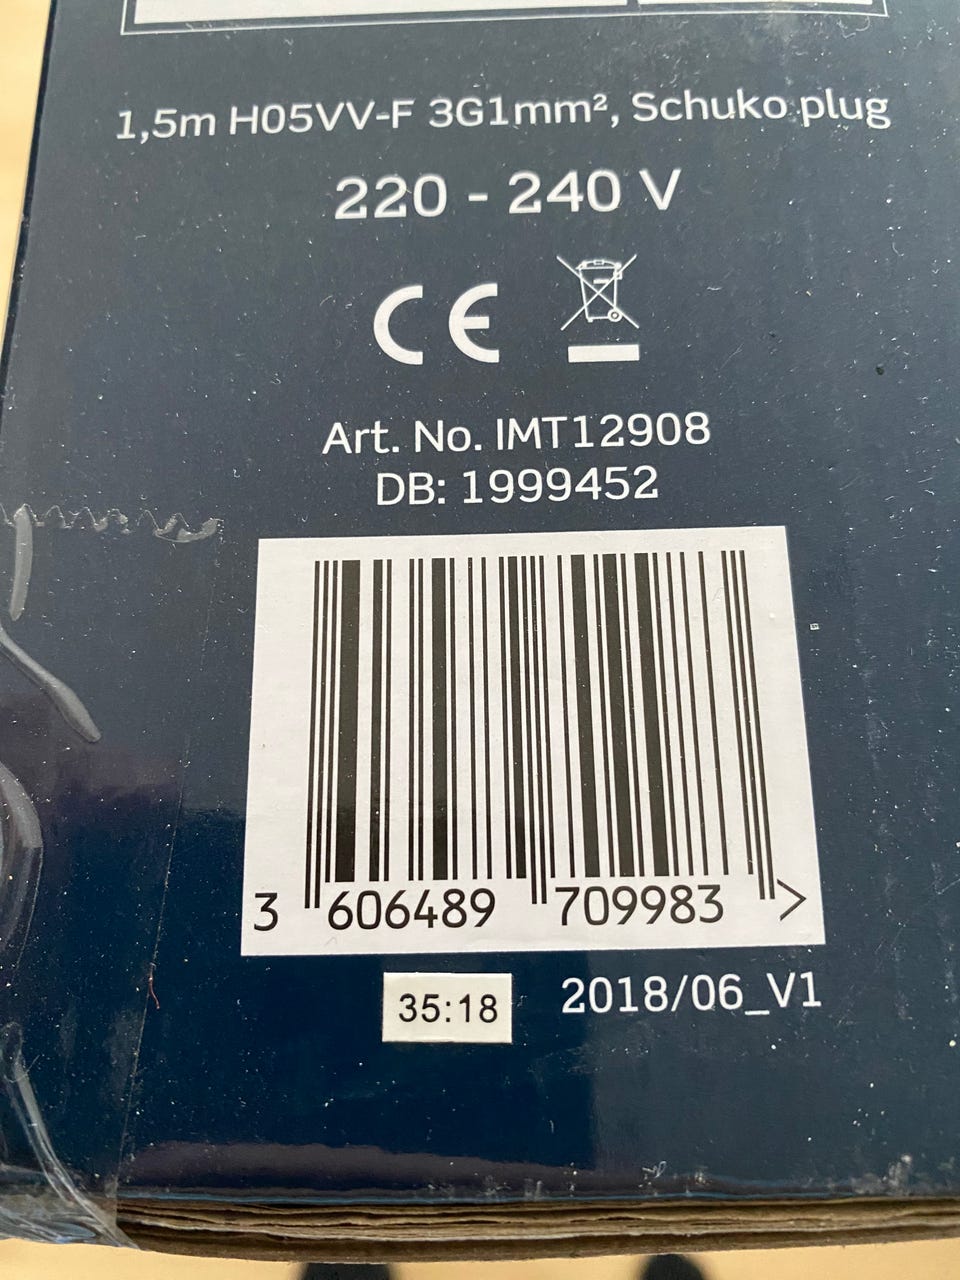 1,5m H05VV-F 3G1mm², Schuko plug
220 - 240 V
CE
Art. No. IMT12908
DB: 1999452
3 606489 709983 >
35:18 2018/06_V1